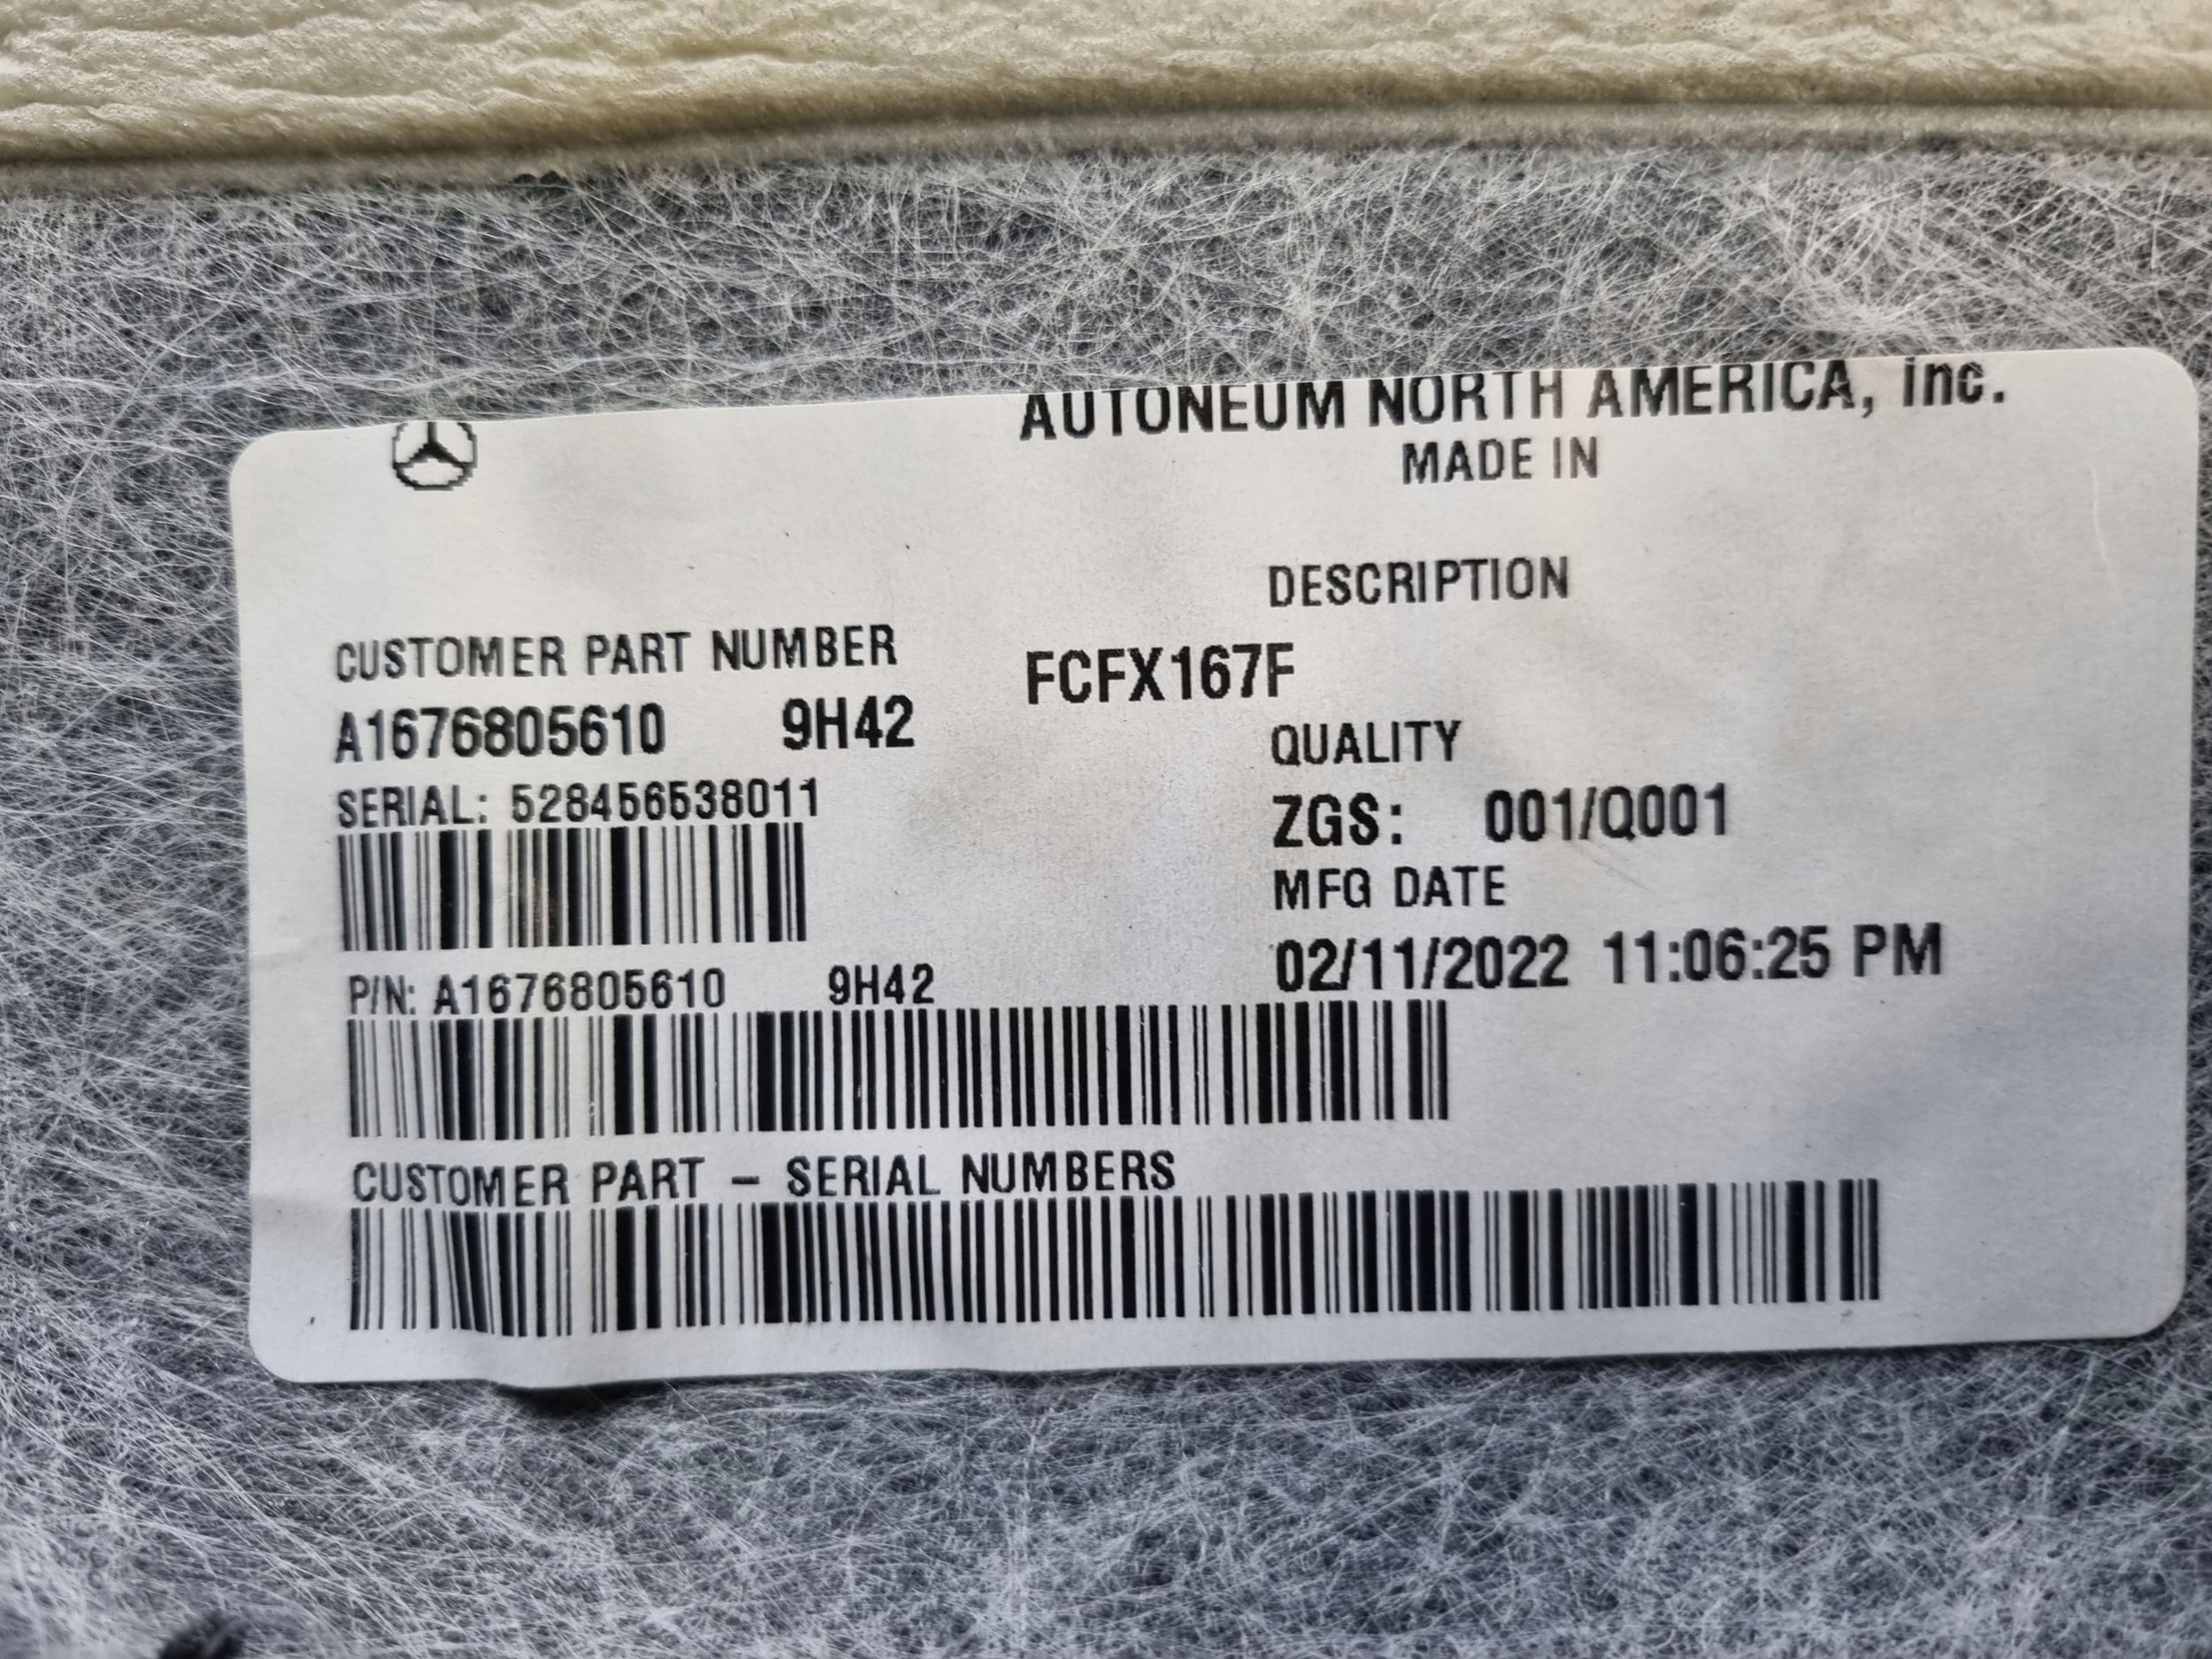 AUTONEUM NORTH AMERICA, inc.
MADE IN
DESCRIPTION
CUSTOMER PART NUMBER
FCFX167F
A1676805610 9H42
QUALITY
SERIAL: 528456538011
ZGS: 001/Q001
MFG DATE
02/11/2022 11:06:25 PM
P/N: A1676805610 9H42
CUSTOMER PART - SERIAL NUMBERS